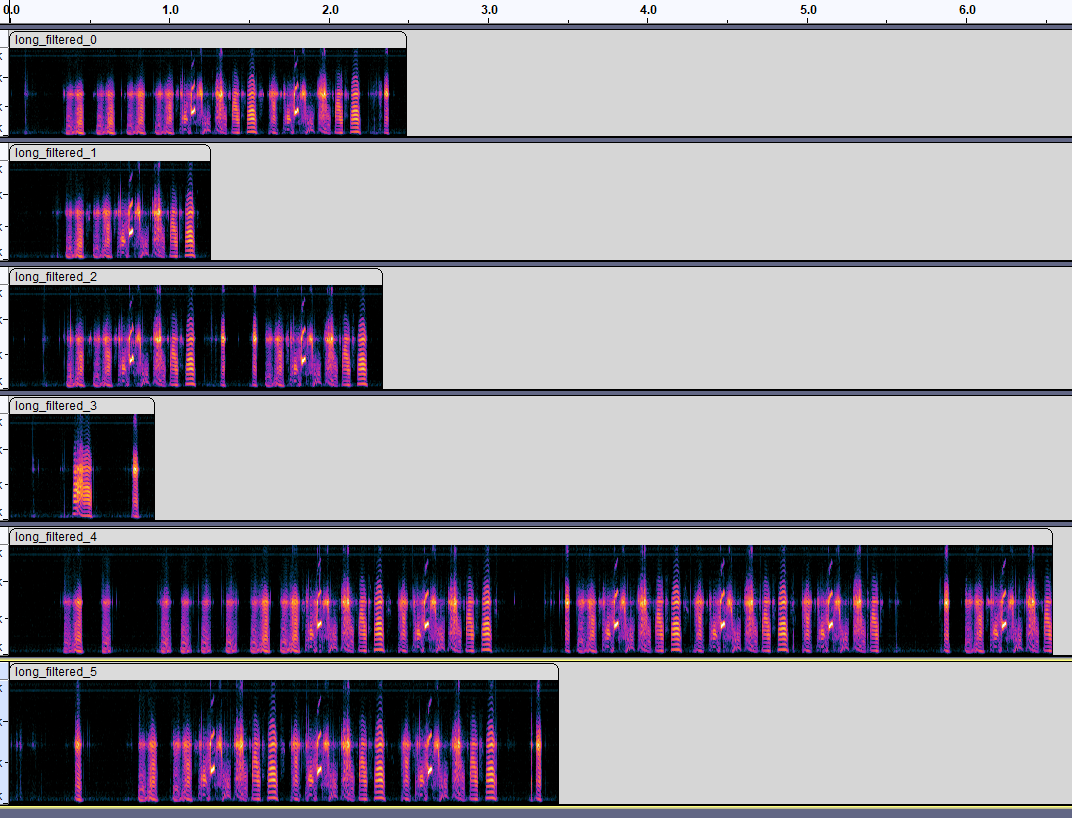 0.0 1.0 2.0 3.0 4.0 5.0 6.0
long_filtered_0
long_filtered_1
long_filtered_2
long_filtered_3
long_filtered_4
long_filtered_5